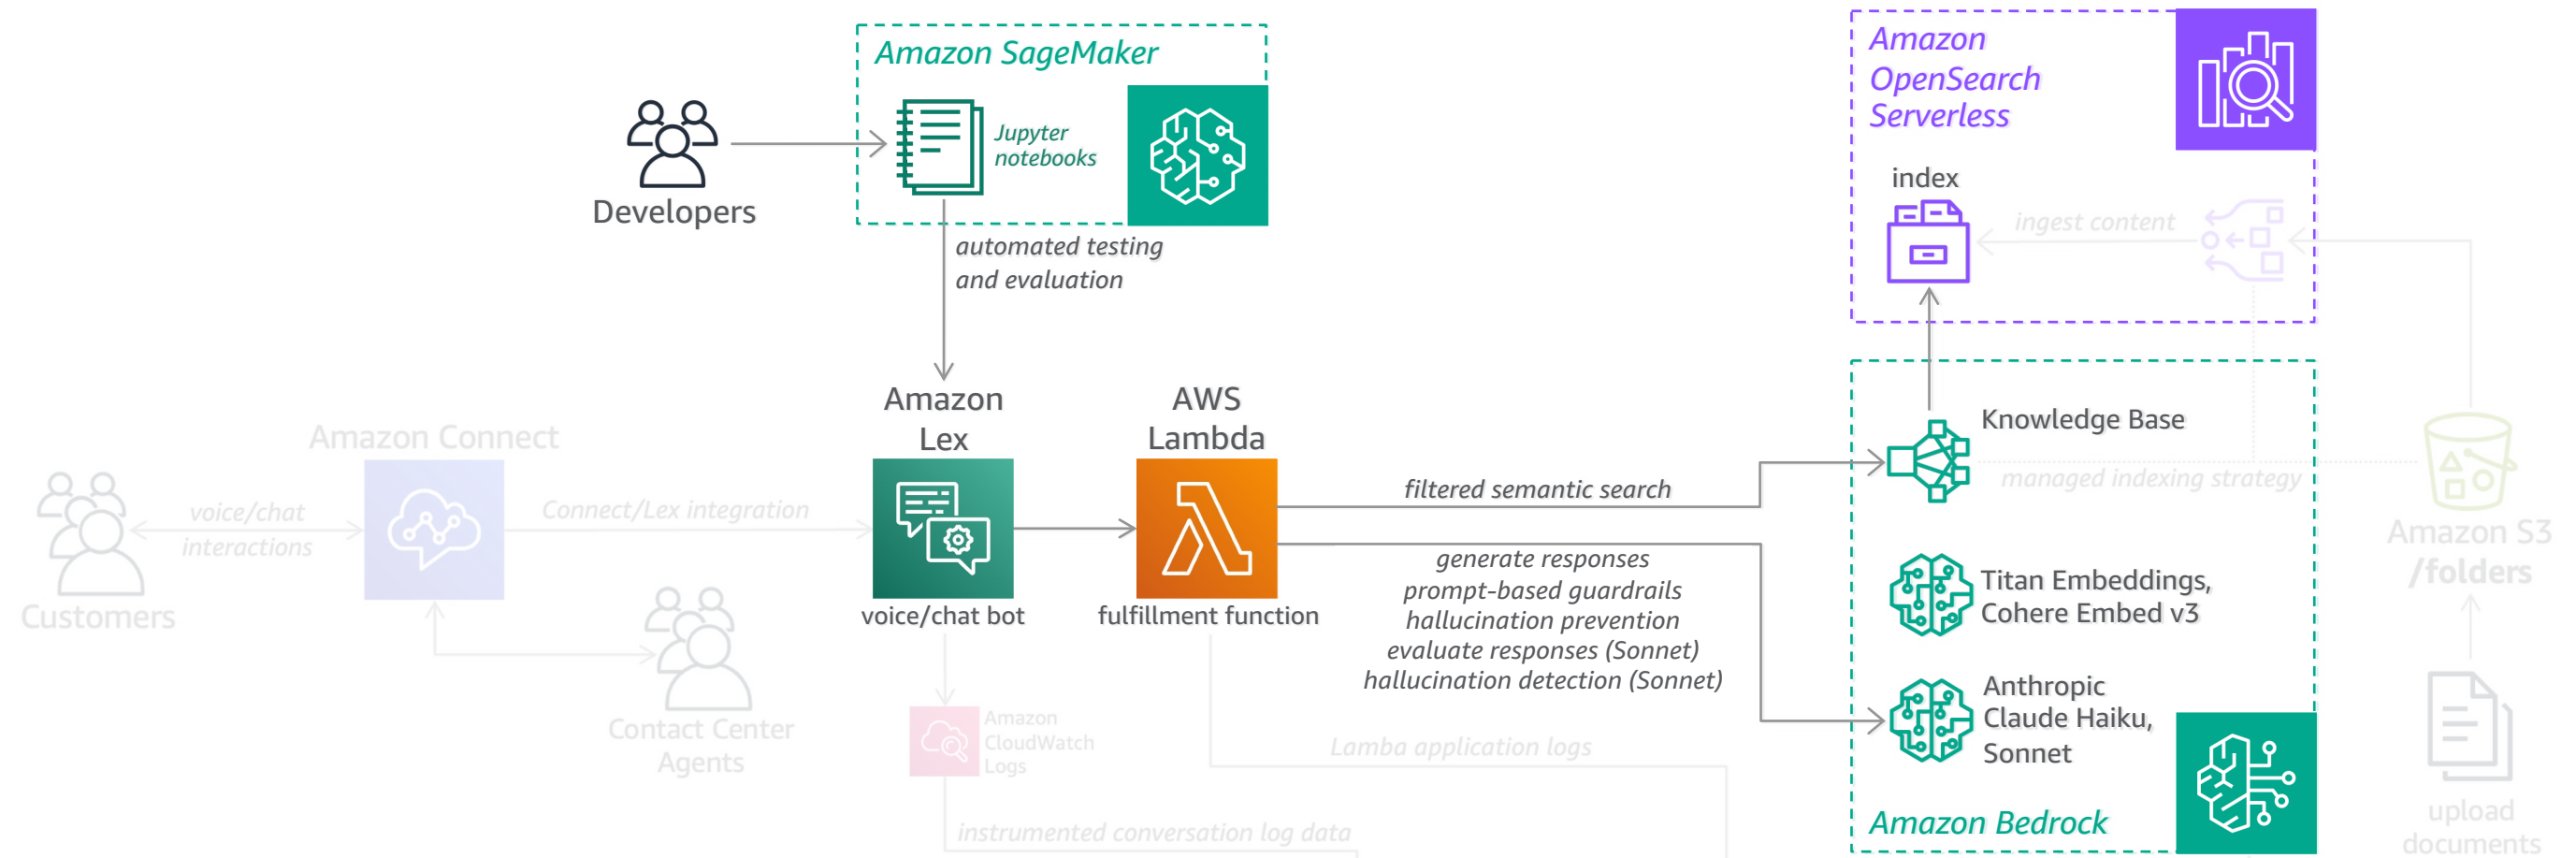 Amazon SageMaker
Jupyter
notebooks
Developers
automated testing
and evaluation
Amazon
OpenSearch
Serverless
index
ingest content
Amazon
Lex
voice/chat bot
AWS
Lambda
fulfillment function
Amazon Connect
Customers
voice/chat
interactions
Connect/Lex integration
Contact Center
Agents
Amazon
CloudWatch
Logs
instrumented conversation log data
Lamba application logs
filtered semantic search
generate responses
prompt-based guardrails
hallucination prevention
evaluate responses (Sonnet)
hallucination detection (Sonnet)
Knowledge Base
managed indexing strategy
Titan Embeddings,
Cohere Embed v3
Anthropic
Claude Haiku,
Sonnet
Amazon Bedrock
Amazon S3
/folders
upload
documents